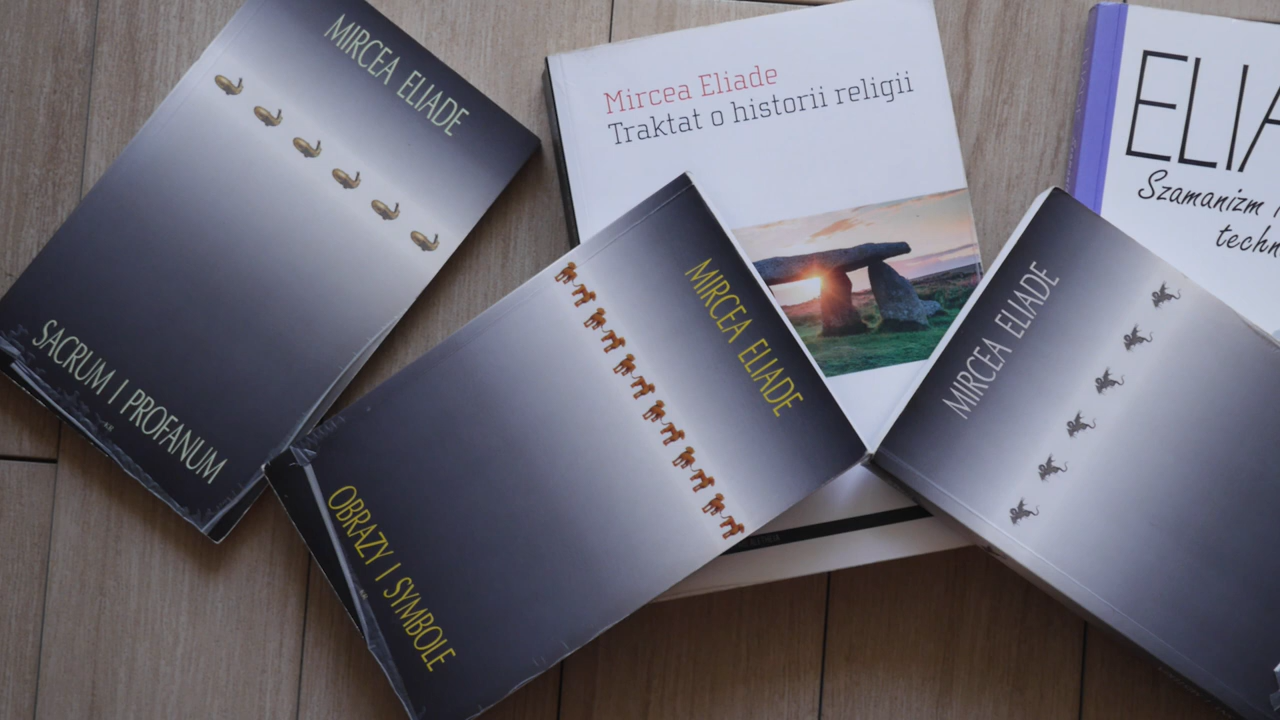 MIRCEA ELIADE
SACRUM I PROFANUM
Mircea Eliade
Traktat o historii religii
MIRCEA ELIADE
OBRAZY I SYMBOLE
MIRCEA ELIADE
ELIA
Szamanizm
techn